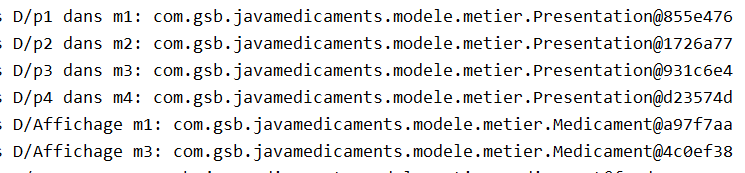 s D/p1 dans m1: com.gsb.javamedicaments.modele.metier.Presentation@855e476
s D/p2 dans m2: com.gsb.javamedicaments.modele.metier.Presentation@1726a77
s D/p3 dans m3: com.gsb.javamedicaments.modele.metier.Presentation@931c6e4
s D/p4 dans m4: com.gsb.javamedicaments.modele.metier.Presentation@d23574d
s D/Affichage m1: com.gsb.javamedicaments.modele.metier.Medicament@a97f7aa
s D/Affichage m3: com.gsb.javamedicaments.modele.metier.Medicament@4c0ef38